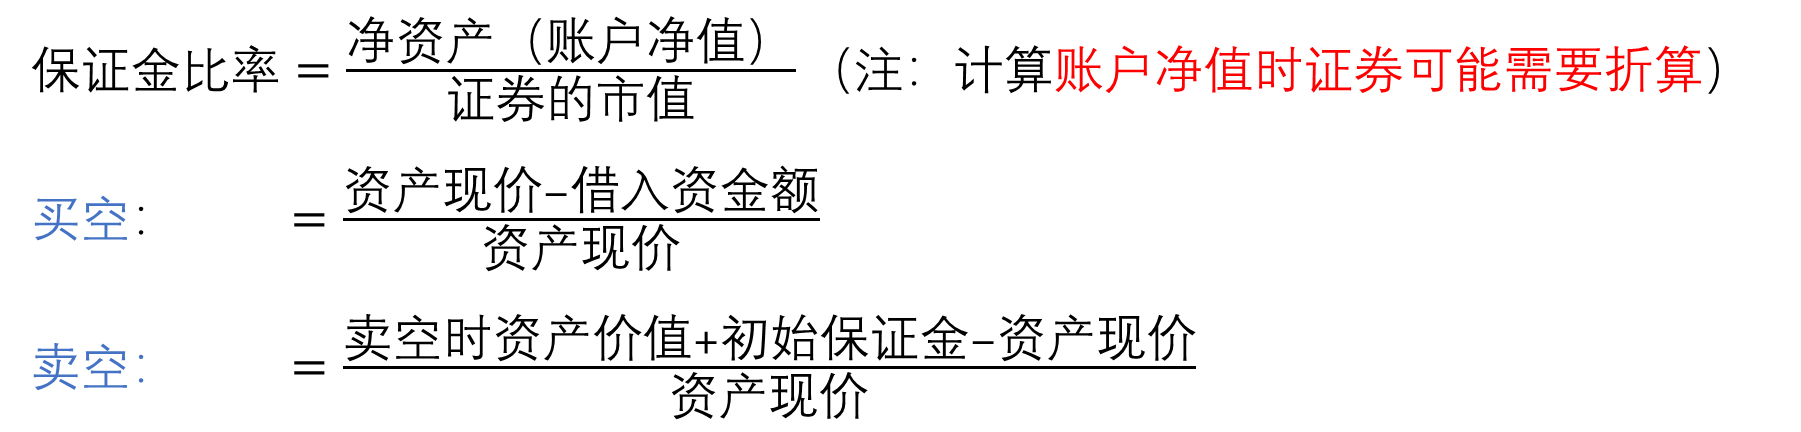 净资产（账户净值）
保证金比率 = （注：计算账户净值时证券可能需要折算）
证券的市值
资产现价-借入资金额
买空： =
资产现价
卖空时资产价值+初始保证金-资产现价
卖空： =
资产现价